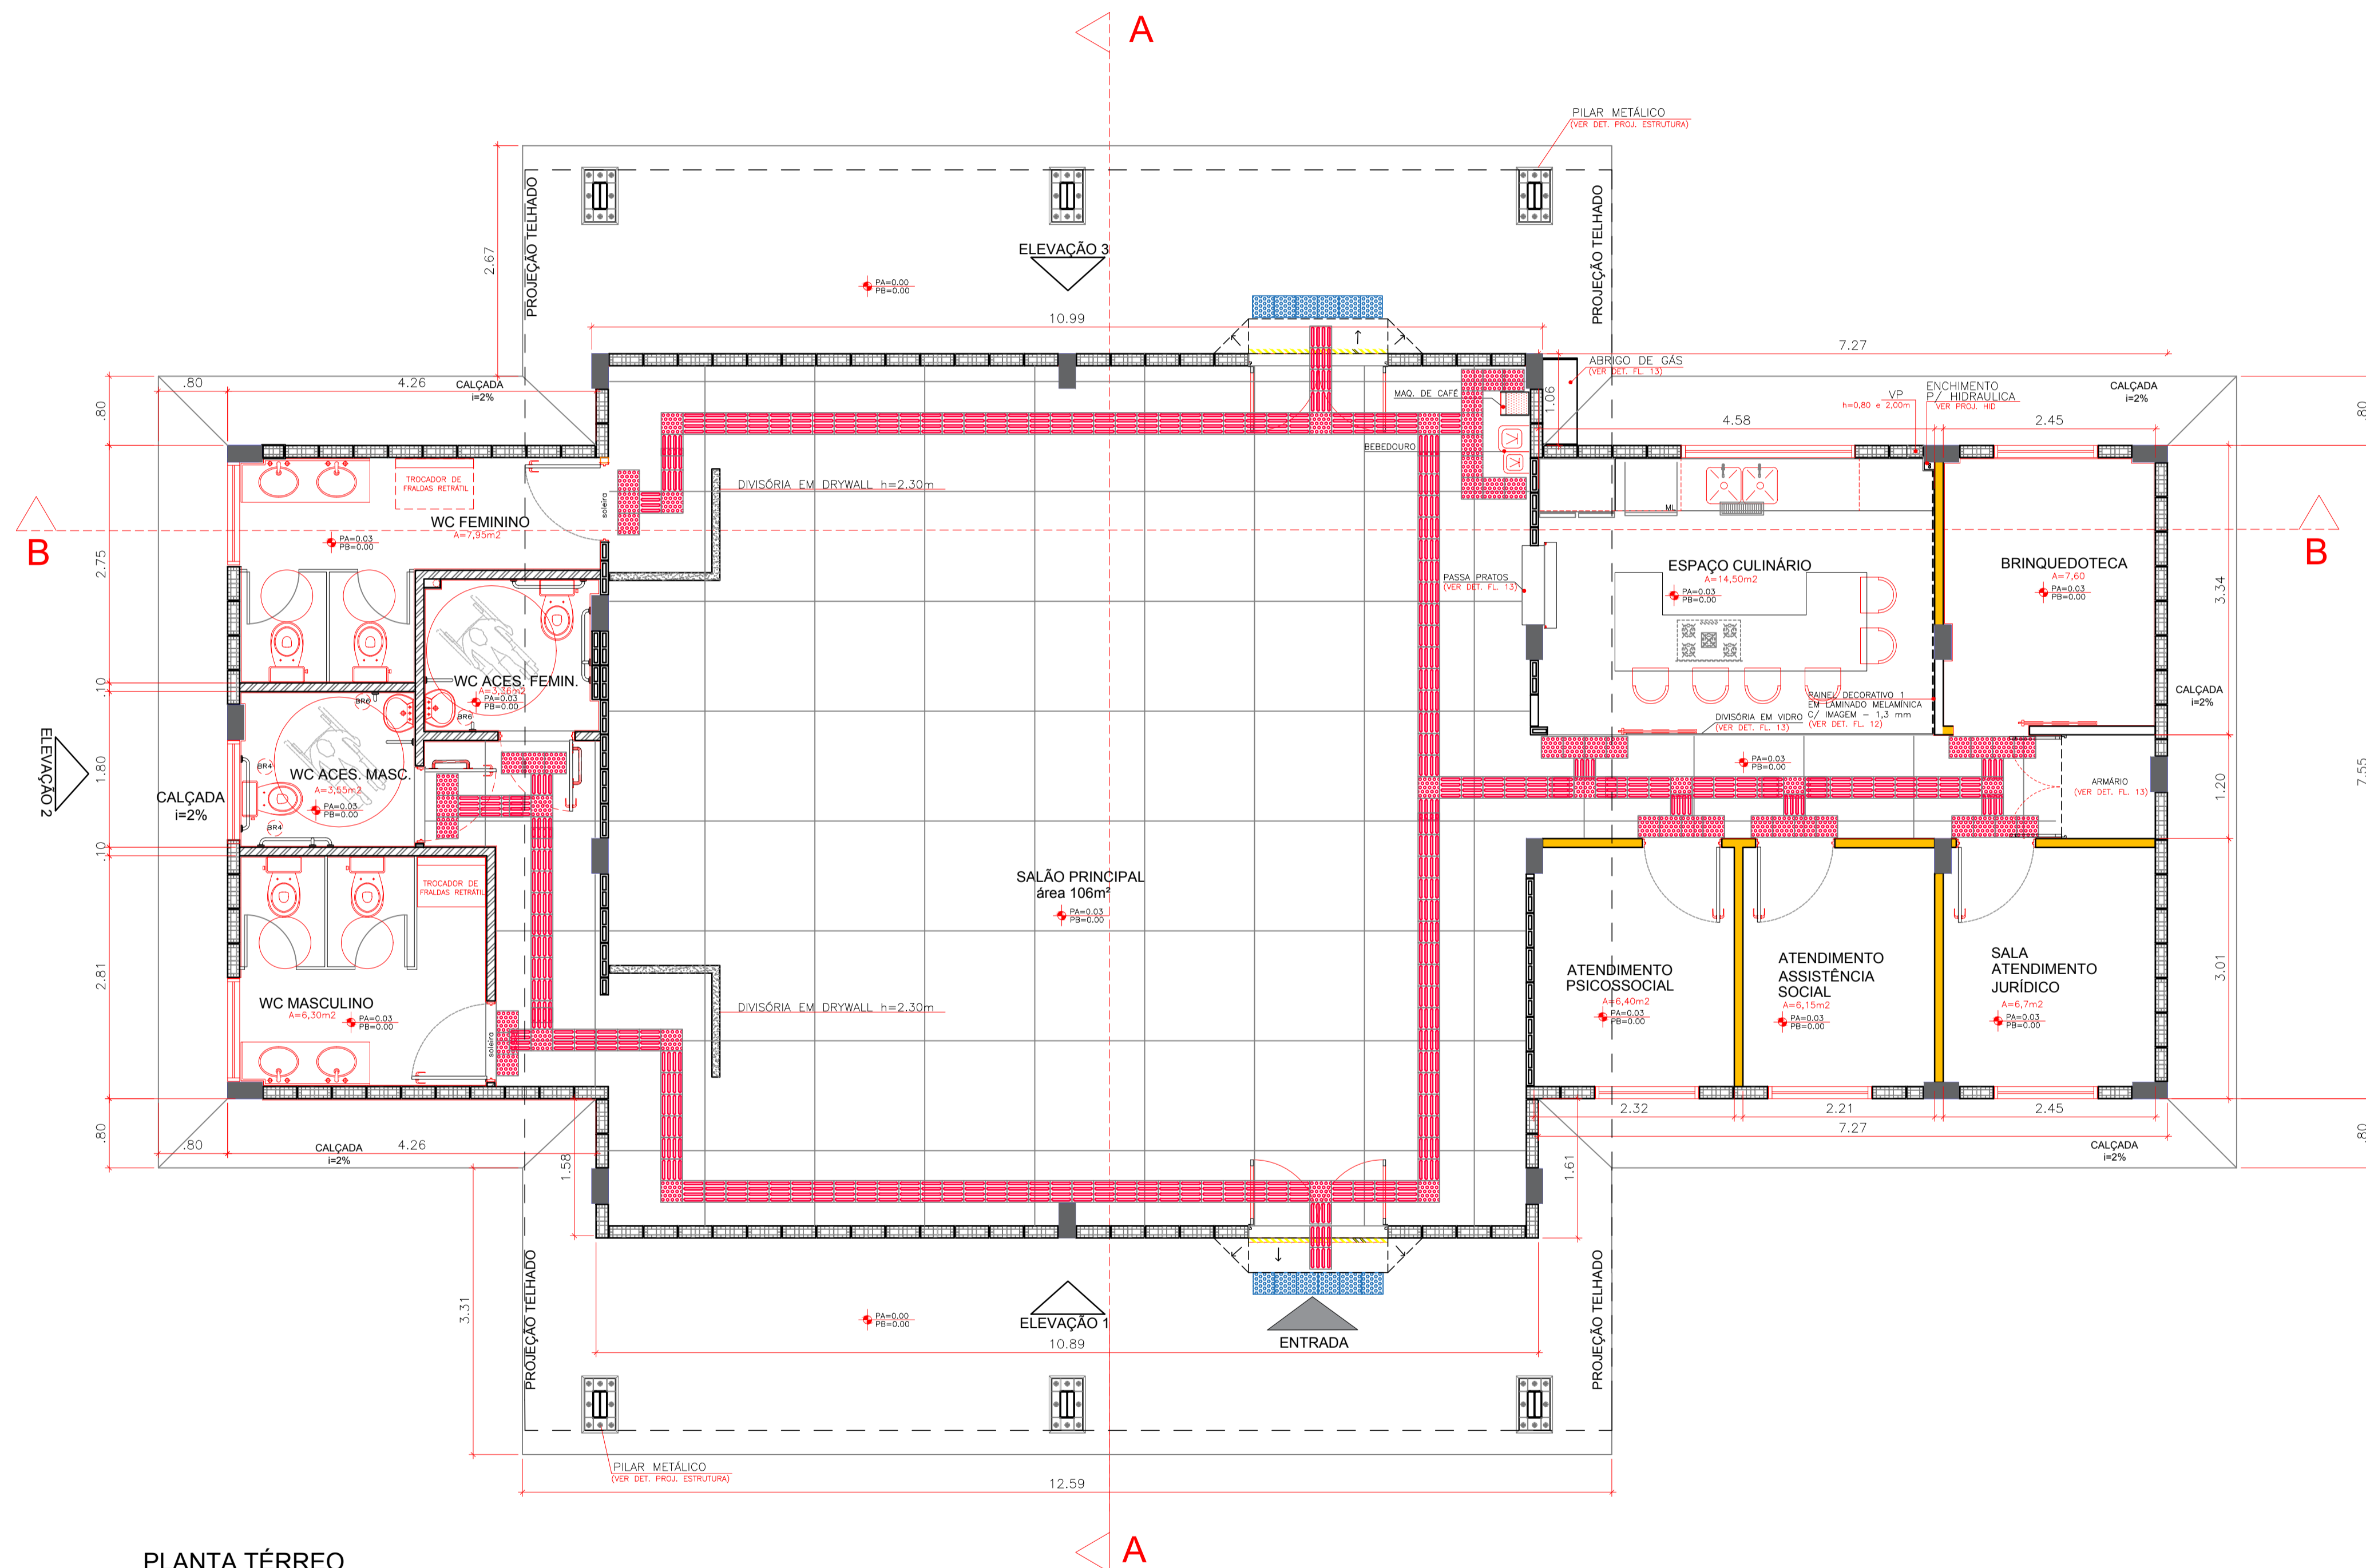 A
PILAR METÁLICO
(VER DET. PROJ. ESTRUTURA)
PROJEÇÃO TELHADO
PROJEÇÃO TELHADO
2.67
ELEVAÇÃO 3
PA=0.00
PB=0.00
10.99
7.27
ABRIGO DE GÁS
(VER DET. FL. 13)
1.06
.80
4.26
CALÇADA
i=2%
.80
MAQ. DE CAFÉ
BEBEDOURO
VP
h=0,80 e 2,00m
ENCHIMENTO
P/ HIDRAULICA
VER PROJ. HID
CALÇADA
i=2%
.80
4.58
2.45
TROCADOR DE
FRALDAS RETRÁTIL
DIVISÓRIA EM DRYWALL h=2.30m
soleira
WC FEMININO
A=7,95m2
PA=0.03
PB=0.00
ML
B
B
2.75
PASSA PRATOS
(VER DET. FL. 13)
ESPAÇO CULINÁRIO
A=14,50m2
PA=0.03
PB=0.00
BRINQUEDOTECA
A=7,60
PA=0.03
PB=0.00
3.34
WC ACES. FEMIN.
A=3,36m2
PA=0.03
PB=0.00
BR6
BR6
.10
PAINEL DECORATIVO 1
EM LAMINADO MELAMÍNICA
C/ IMAGEM – 1,3 mm
(VER DET. FL. 12)
DIVISÓRIA EM VIDRO
(VER DET. FL. 13)
CALÇADA
i=2%
ELEVAÇÃO 2
1.80
BR4
WC ACES. MASC.
A=3,55m2
PA=0.03
PB=0.00
BR4
CALÇADA
i=2%
PA=0.03
PB=0.00
ARMÁRIO
(VER DET. FL. 13)
1.20
7.55
.10
SALÃO PRINCIPAL
área 106m²
PA=0.03
PB=0.00
TROCADOR DE
FRALDAS RETRÁTIL
2.81
WC MASCULINO
A=6,30m2
PA=0.03
PB=0.00
soleira
DIVISÓRIA EM DRYWALL h=2.30m
ATENDIMENTO
PSICOSSOCIAL
A=6,40m2
PA=0.03
PB=0.00
ATENDIMENTO
ASSISTÊNCIA
SOCIAL
A=6,15m2
PA=0.03
PB=0.00
SALA
ATENDIMENTO
JURÍDICO
A=6,7m2
PA=0.03
PB=0.00
3.01
2.32
2.21
2.45
7.27
.80
.80
CALÇADA
i=2%
4.26
1.58
1.61
CALÇADA
i=2%
.80
3.31
PROJEÇÃO TELHADO
PROJEÇÃO TELHADO
PA=0.00
PB=0.00
ELEVAÇÃO 1
10.89
ENTRADA
PILAR METÁLICO
(VER DET. PROJ. ESTRUTURA)
12.59
A
PLANTA TÉRREO